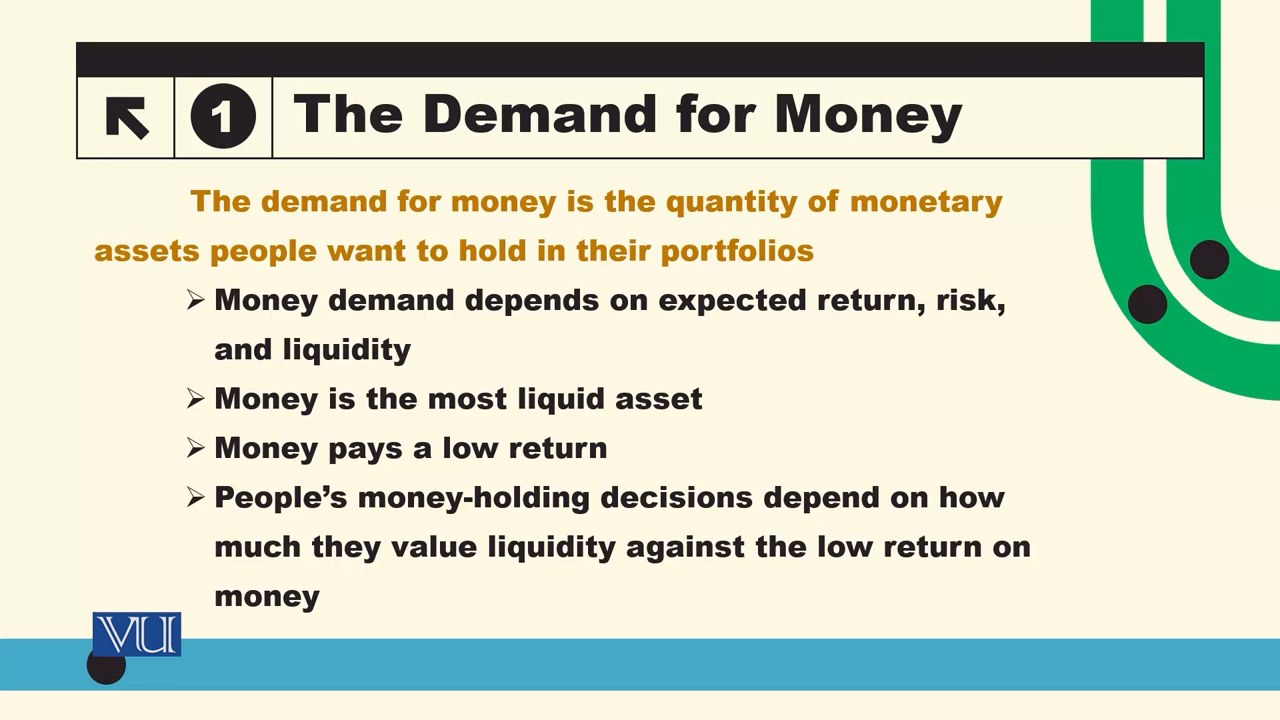 1 The Demand for Money
The demand for money is the quantity of monetary
assets people want to hold in their portfolios
➢ Money demand depends on expected return, risk,
and liquidity
➢ Money is the most liquid asset
➢ Money pays a low return
➢ People’s money-holding decisions depend on how
much they value liquidity against the low return on
money
VU